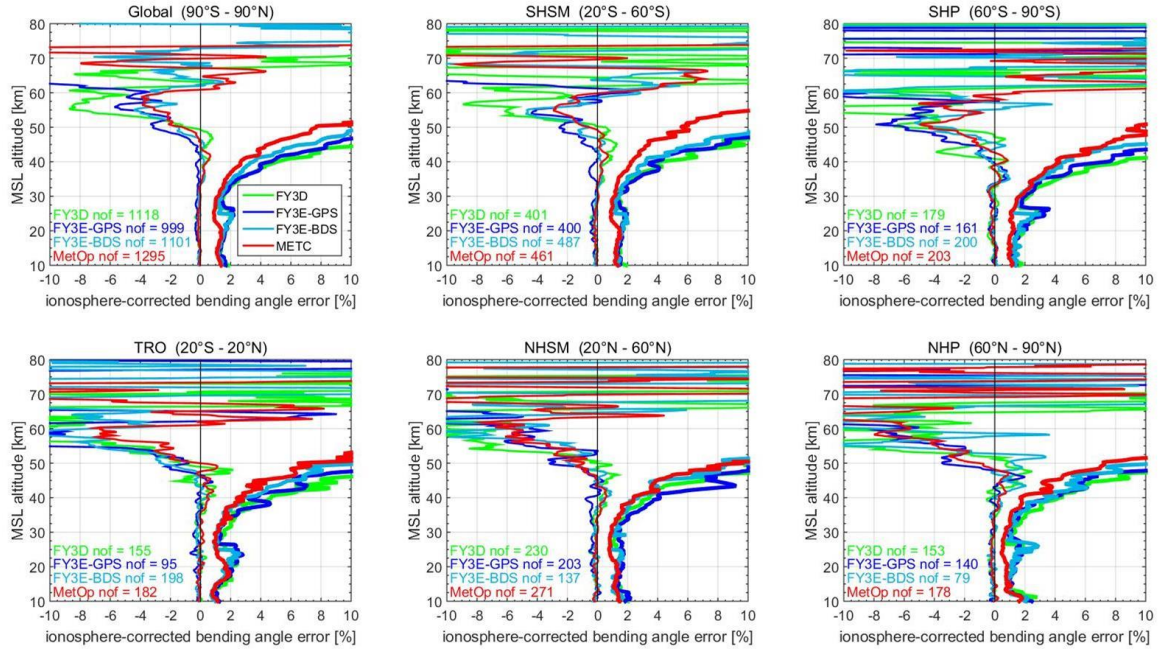 Global (90°S - 90°N)
80
70
60
50
40
30
20
10
MSL altitude [km]
FY3D
FY3E-GPS
FY3E-BDS
METC
FY3D nof = 1118
FY3E-GPS nof = 999
FY3E-BDS nof = 1101
MetOp nof = 1295
-10 -8 -6 -4 -2 0 2 4 6 8 10
ionosphere-corrected bending angle error [%]
SHSM (20°S - 60°S)
80
70
60
50
40
30
20
10
MSL altitude [km]
FY3D nof = 401
FY3E-GPS nof = 400
FY3E-BDS nof = 487
MetOp nof = 461
-10 -8 -6 -4 -2 0 2 4 6 8 10
ionosphere-corrected bending angle error [%]
SHP (60°S - 90°S)
80
70
60
50
40
30
20
10
MSL altitude [km]
FY3D nof = 179
FY3E-GPS nof = 161
FY3E-BDS nof = 200
MetOp nof = 203
-10 -8 -6 -4 -2 0 2 4 6 8 10
ionosphere-corrected bending angle error [%]
TRO (20°S - 20°N)
80
70
60
50
40
30
20
10
MSL altitude [km]
FY3D nof = 155
FY3E-GPS nof = 95
FY3E-BDS nof = 198
MetOp nof = 182
-10 -8 -6 -4 -2 0 2 4 6 8 10
ionosphere-corrected bending angle error [%]
NHSM (20°N - 60°N)
80
70
60
50
40
30
20
10
MSL altitude [km]
FY3D nof = 230
FY3E-GPS nof = 203
FY3E-BDS nof = 137
MetOp nof = 271
-10 -8 -6 -4 -2 0 2 4 6 8 10
ionosphere-corrected bending angle error [%]
NHP (60°N - 90°N)
80
70
60
50
40
30
20
10
MSL altitude [km]
FY3D nof = 153
FY3E-GPS nof = 140
FY3E-BDS nof = 79
MetOp nof = 178
-10 -8 -6 -4 -2 0 2 4 6 8 10
ionosphere-corrected bending angle error [%]